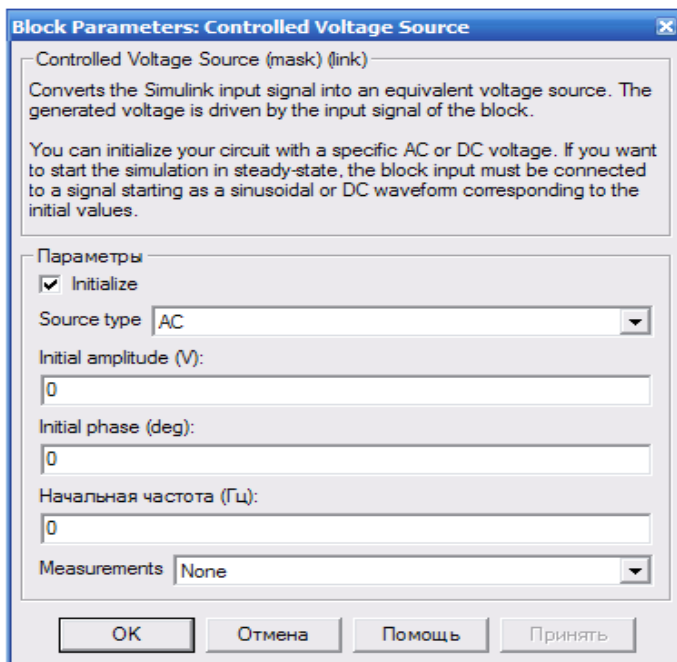 Block Parameters: Controlled Voltage Source
Controlled Voltage Source (mask) (link)
Converts the Simulink input signal into an equivalent voltage source. The
generated voltage is driven by the input signal of the block.
You can initialize your circuit with a specific AC or DC voltage. If you want
to start the simulation in steady-state, the block input must be connected
to a signal starting as a sinusoidal or DC waveform corresponding to the
initial values.
Параметры
Initialize
Source type AC
Initial amplitude (V):
0
Initial phase (deg):
0
Начальная частота (Гц):
0
Measurements None
OK Отмена Помощь Принять